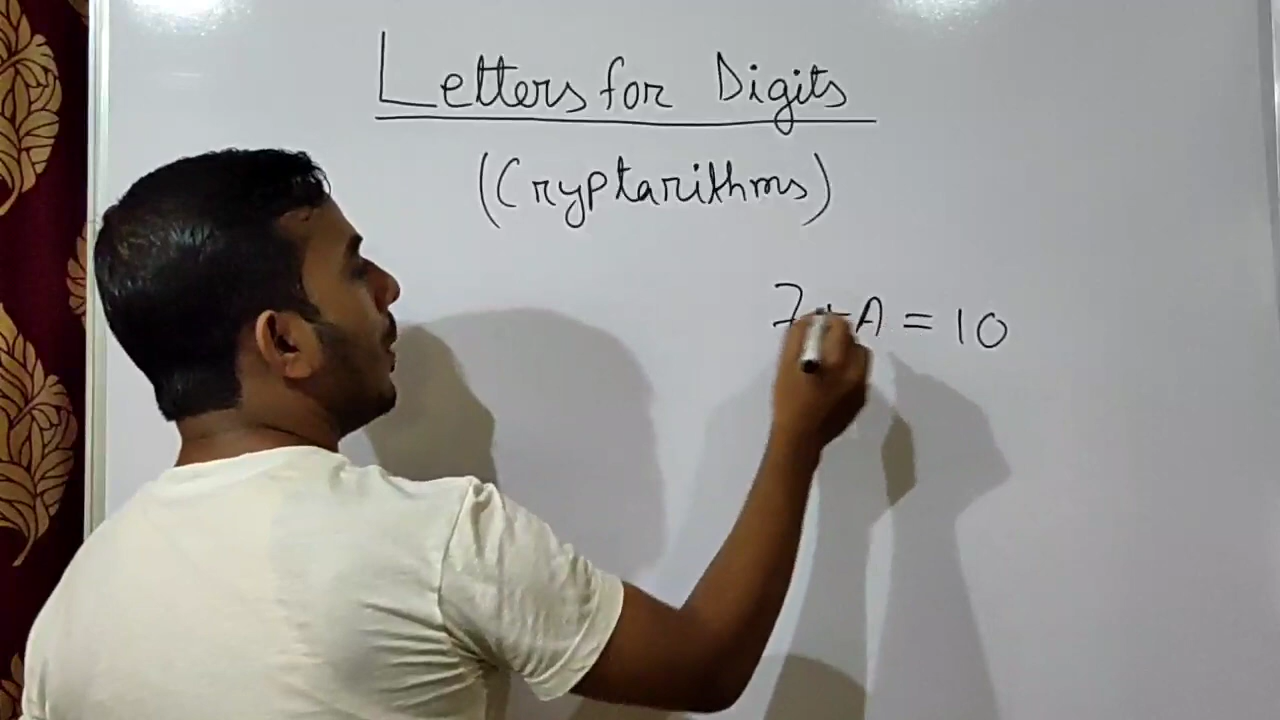 Letters for Digits
(Cryptarithms)
7+A = 10